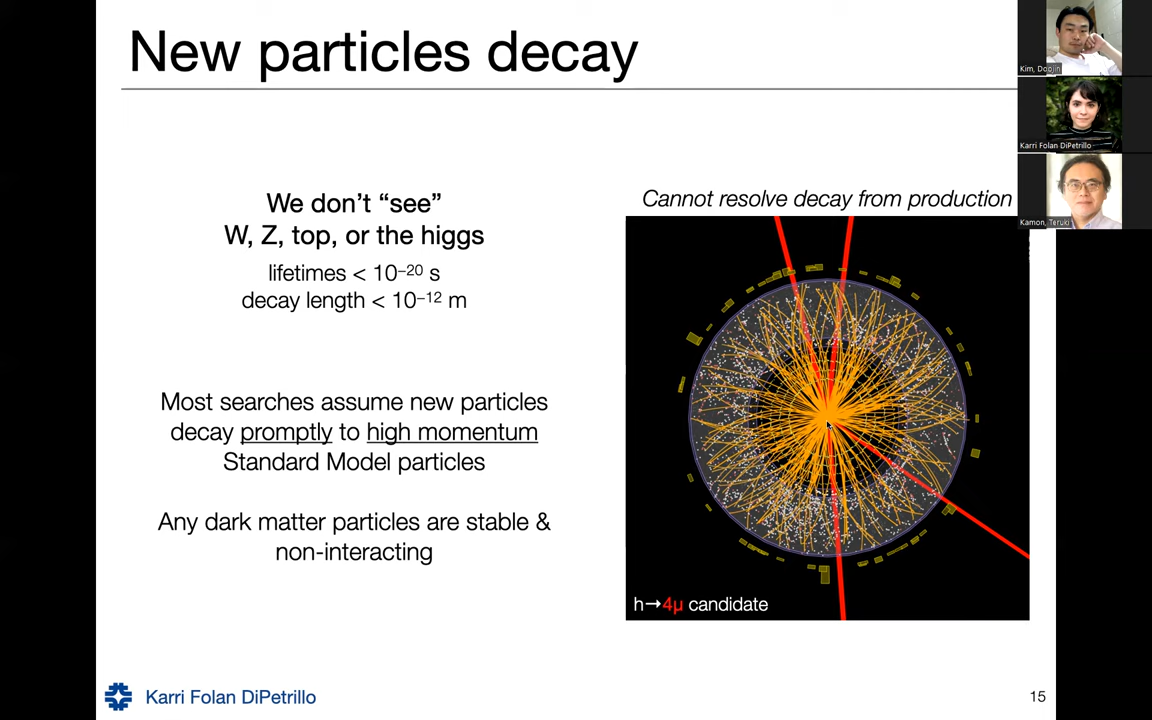 New particles decay
We don't “see”
W, Z, top, or the higgs
lifetimes < 10⁻²⁰ s
decay length < 10⁻¹² m
Most searches assume new particles
decay promptly to high momentum
Standard Model particles
Any dark matter particles are stable &
non-interacting
Cannot resolve decay from production
h→4μ candidate
Kim, Doojin
Karri Folan DiPetrillo
Kamon, Teruki
Karri Folan DiPetrillo
15